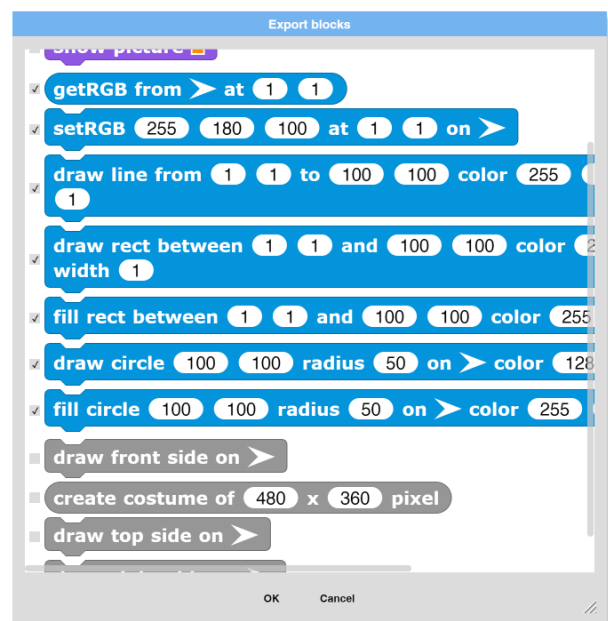 Export blocks
show picture
getRGB from at 1 1
setRGB 255 180 100 at 1 1 on
draw line from 1 1 to 100 100 color 255
1
draw rect between 1 1 and 100 100 color 2
width 1
fill rect between 1 1 and 100 100 color 255
draw circle 100 100 radius 50 on color 128
fill circle 100 100 radius 50 on color 255
draw front side on
create costume of 480 x 360 pixel
draw top side on
OK Cancel